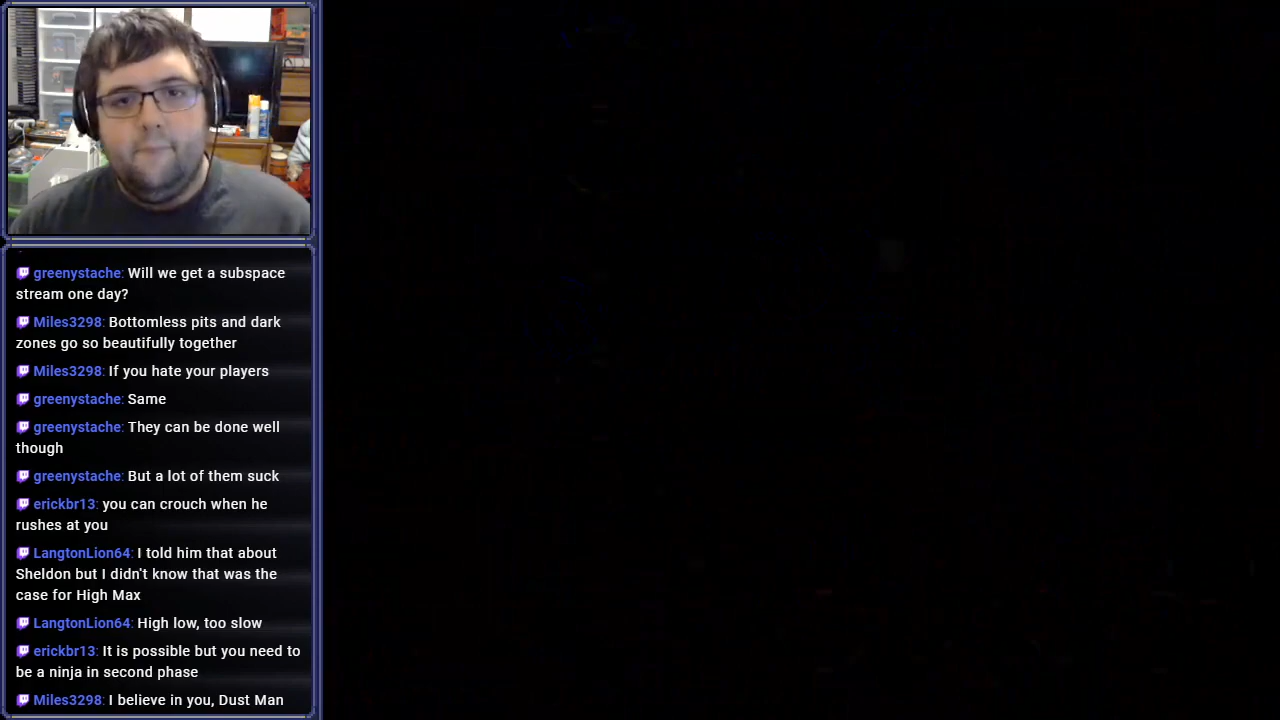 greenystache: Will we get a subspace
stream one day?
Miles3298: Bottomless pits and dark
zones go so beautifully together
Miles3298: If you hate your players
greenystache: Same
greenystache: They can be done well
though
greenystache: But a lot of them suck
erickbr13: you can crouch when he
rushes at you
LangtonLion64: I told him that about
Sheldon but I didn't know that was the
case for High Max
LangtonLion64: High low, too slow
erickbr13: It is possible but you need to
be a ninja in second phase
Miles3298: I believe in you, Dust Man